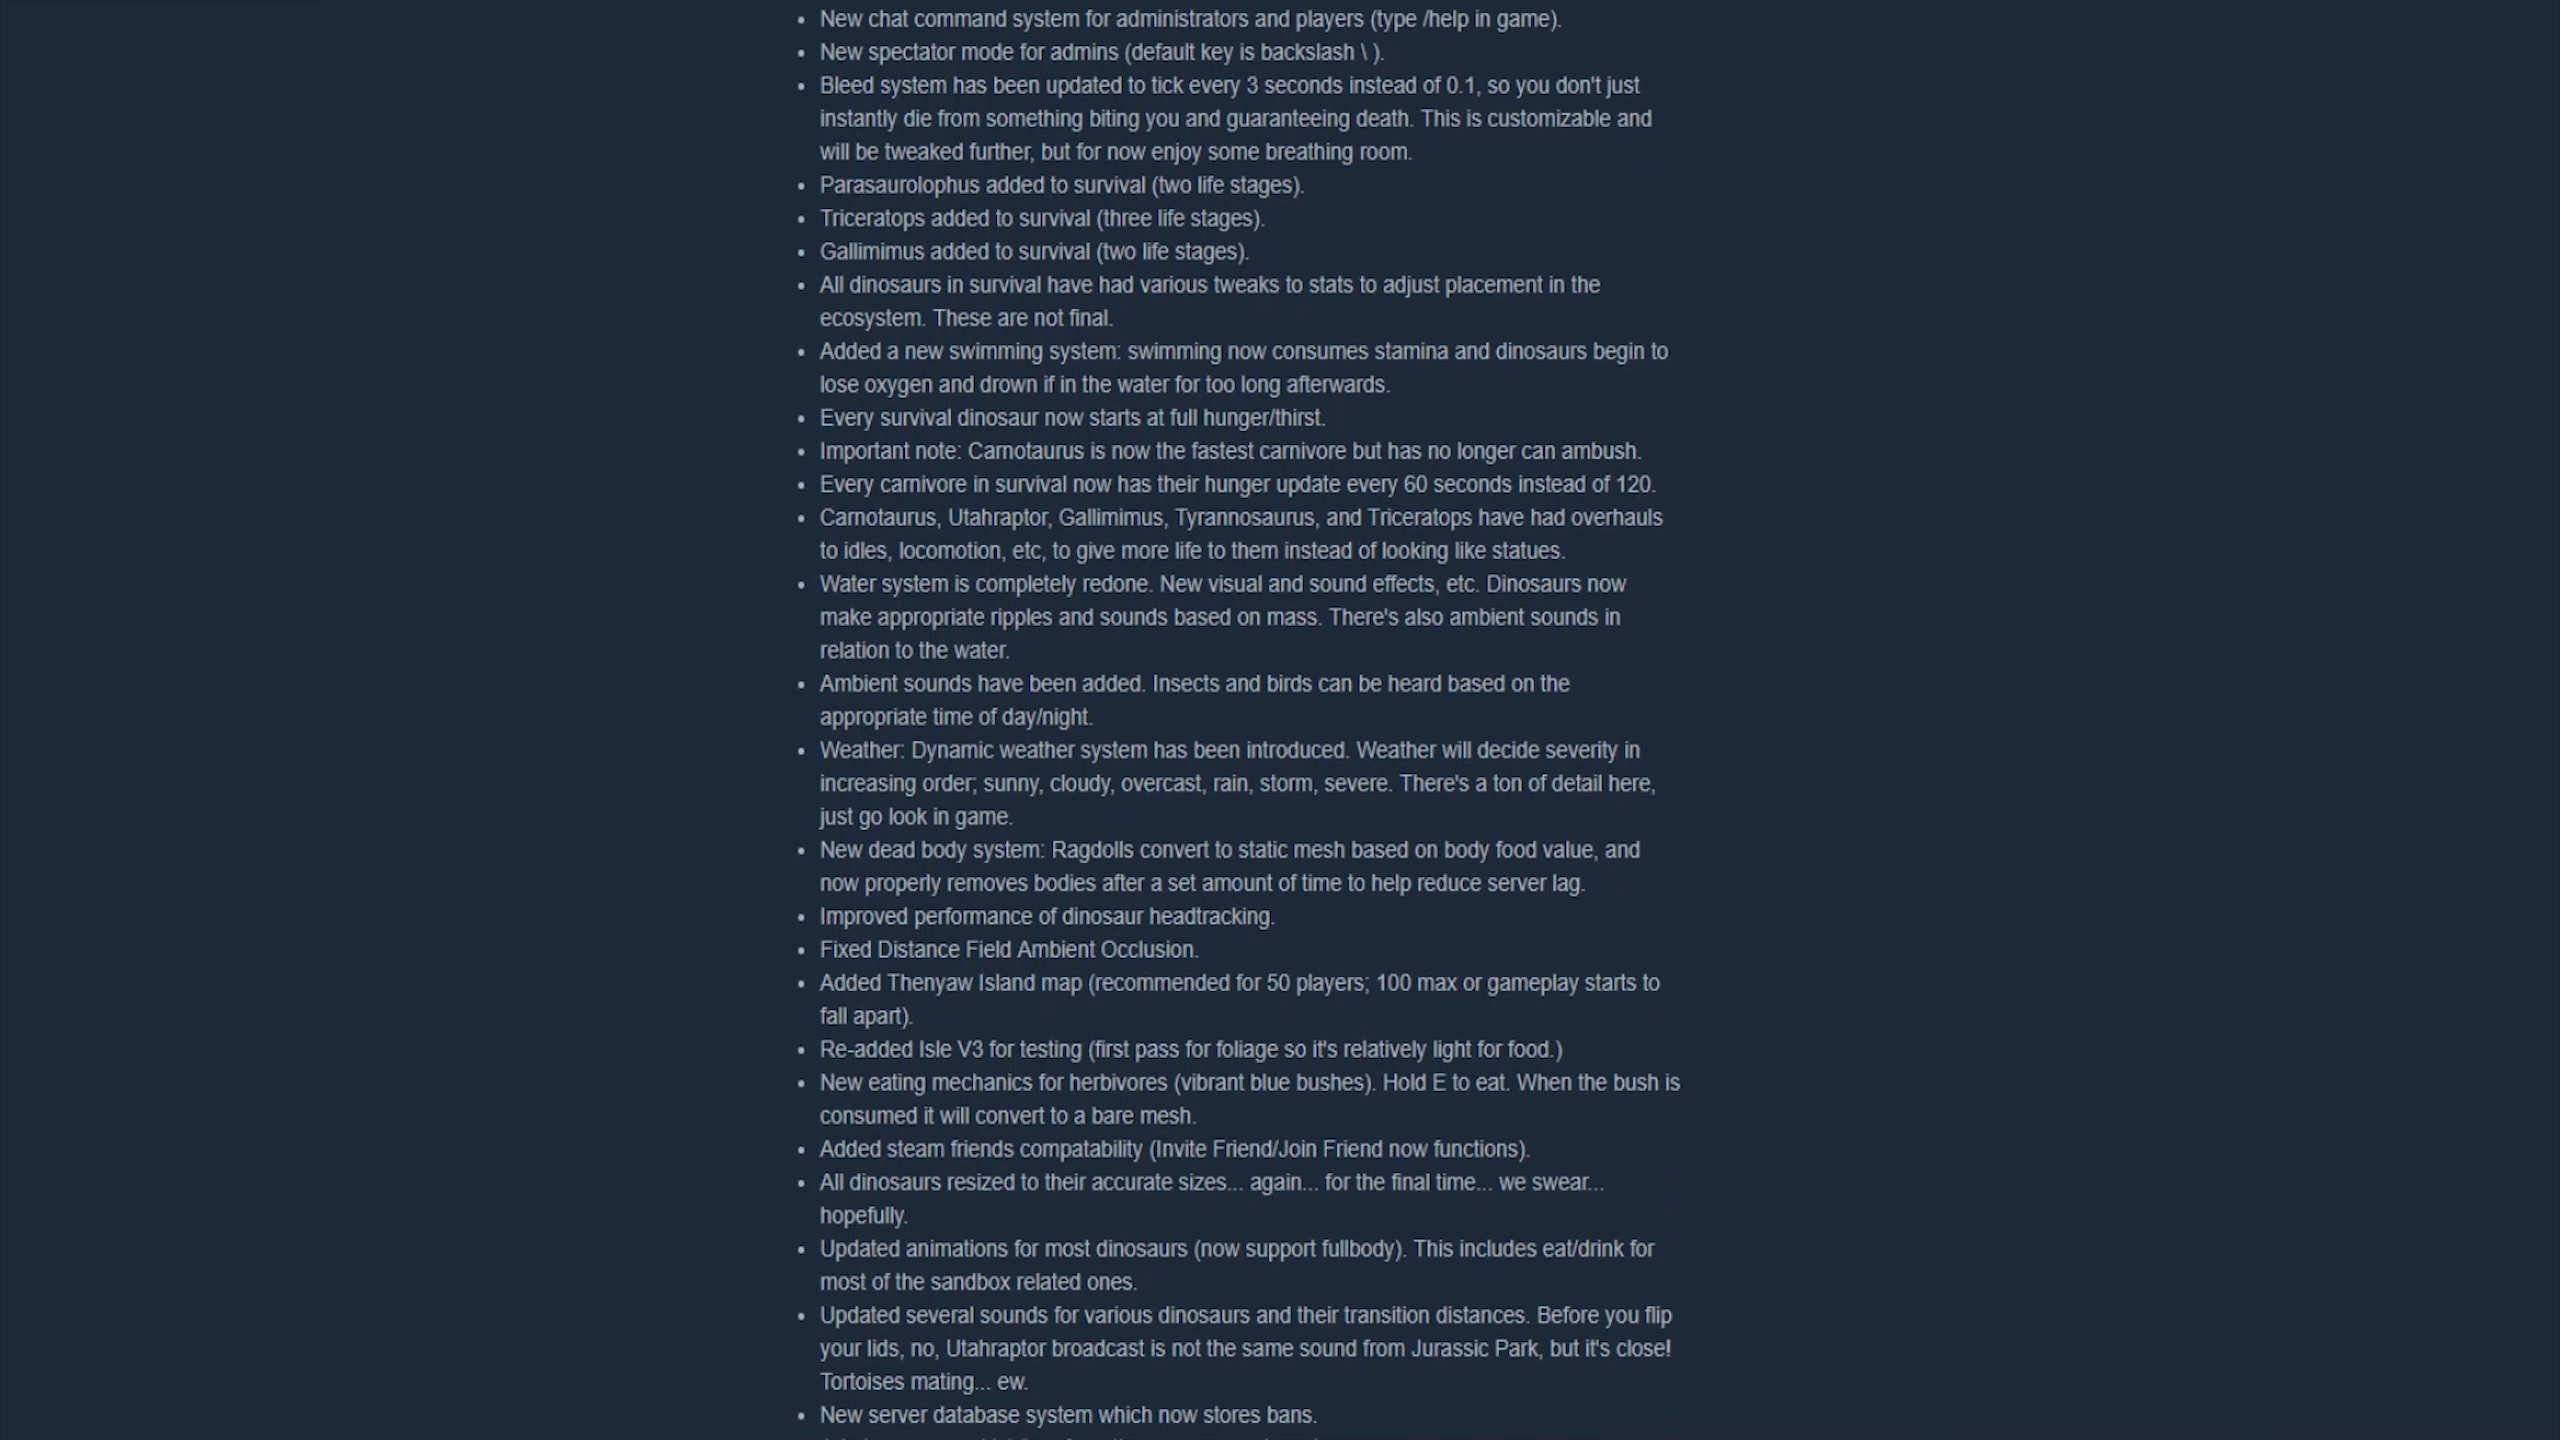 • New chat command system for administrators and players (type /help in game).
• New spectator mode for admins (default key is backslash \ ).
• Bleed system has been updated to tick every 3 seconds instead of 0.1, so you don't just
instantly die from something biting you and guaranteeing death. This is customizable and
will be tweaked further, but for now enjoy some breathing room.
• Parasaurolophus added to survival (two life stages).
• Triceratops added to survival (three life stages).
• Gallimimus added to survival (two life stages).
• All dinosaurs in survival have had various tweaks to stats to adjust placement in the
ecosystem. These are not final.
• Added a new swimming system: swimming now consumes stamina and dinosaurs begin to
lose oxygen and drown if in the water for too long afterwards.
• Every survival dinosaur now starts at full hunger/thirst.
• Important note: Carnotaurus is now the fastest carnivore but has no longer can ambush.
• Every carnivore in survival now has their hunger update every 60 seconds instead of 120.
• Carnotaurus, Utahraptor, Gallimimus, Tyrannosaurus, and Triceratops have had overhauls
to idles, locomotion, etc, to give more life to them instead of looking like statues.
• Water system is completely redone. New visual and sound effects, etc. Dinosaurs now
make appropriate ripples and sounds based on mass. There's also ambient sounds in
relation to the water.
• Ambient sounds have been added. Insects and birds can be heard based on the
appropriate time of day/night.
• Weather: Dynamic weather system has been introduced. Weather will decide severity in
increasing order; sunny, cloudy, overcast, rain, storm, severe. There's a ton of detail here,
just go look in game.
• New dead body system: Ragdolls convert to static mesh based on body food value, and
now properly removes bodies after a set amount of time to help reduce server lag.
• Improved performance of dinosaur headtracking.
• Fixed Distance Field Ambient Occlusion.
• Added Thenyaw Island map (recommended for 50 players; 100 max or gameplay starts to
fall apart).
• Re-added Isle V3 for testing (first pass for foliage so it's relatively light for food.)
• New eating mechanics for herbivores (vibrant blue bushes). Hold E to eat. When the bush is
consumed it will convert to a bare mesh.
• Added steam friends compatability (Invite Friend/Join Friend now functions).
• All dinosaurs resized to their accurate sizes... again... for the final time... we swear...
hopefully.
• Updated animations for most dinosaurs (now support fullbody). This includes eat/drink for
most of the sandbox related ones.
• Updated several sounds for various dinosaurs and their transition distances. Before you flip
your lids, no, Utahraptor broadcast is not the same sound from Jurassic Park, but it's close!
Tortoises mating... ew.
• New server database system which now stores bans.